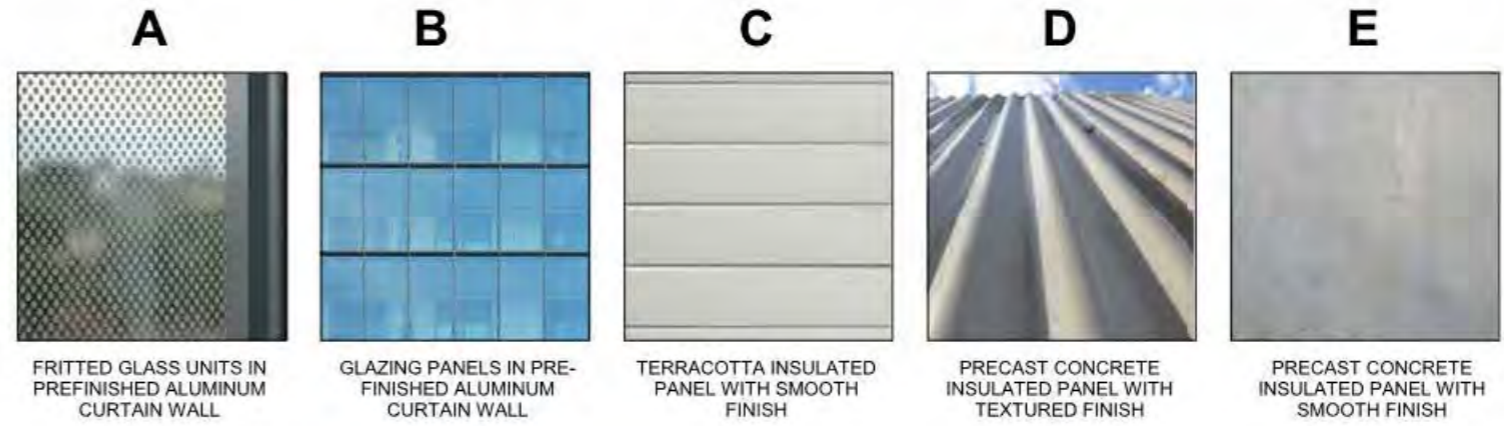 A
B
C
D
E
FRITTED GLASS UNITS IN
PREFINISHED ALUMINUM
CURTAIN WALL
GLAZING PANELS IN PRE-
FINISHED ALUMINUM
CURTAIN WALL
TERRACOTTA INSULATED
PANEL WITH SMOOTH
FINISH
PRECAST CONCRETE
INSULATED PANEL WITH
TEXTURED FINISH
PRECAST CONCRETE
INSULATED PANEL WITH
SMOOTH FINISH